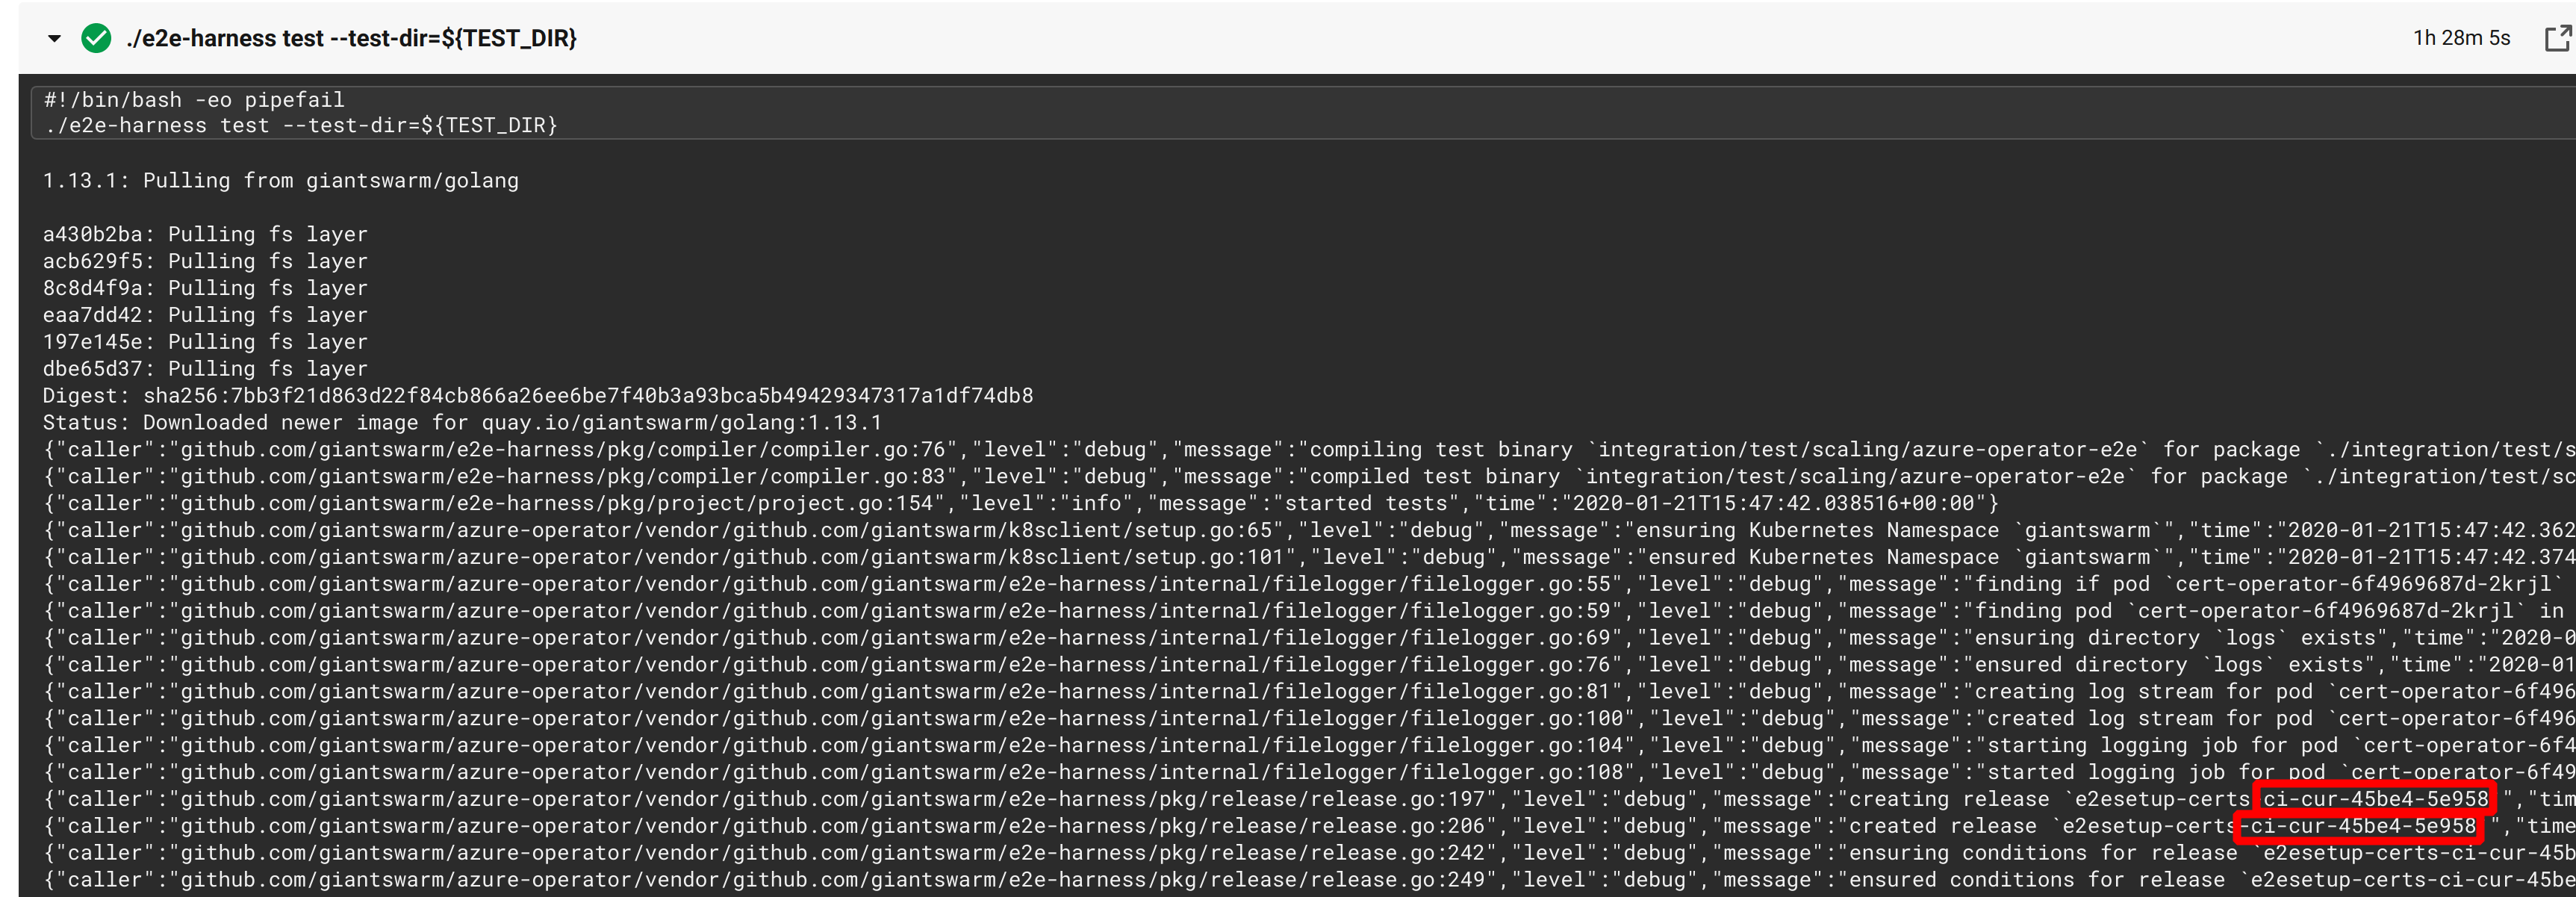 ./e2e-harness test --test-dir=${TEST_DIR}
1h 28m 5s
#!/bin/bash -eo pipefail
./e2e-harness test --test-dir=${TEST_DIR}
1.13.1: Pulling from giantswarm/golang
a430b2ba: Pulling fs layer
acb629f5: Pulling fs layer
8c8d4f9a: Pulling fs layer
eaa7dd42: Pulling fs layer
197e145e: Pulling fs layer
dbe65d37: Pulling fs layer
Digest: sha256:7bb3f21d863d22f84cb866a26ee6be7f40b3a93bca5b49429347317a1df74db8
Status: Downloaded newer image for quay.io/giantswarm/golang:1.13.1
{"caller":"github.com/giantswarm/e2e-harness/pkg/compiler/compiler.go:76","level":"debug","message":"compiling test binary `integration/test/scaling/azure-operator-e2e` for package `./integration/test/s
{"caller":"github.com/giantswarm/e2e-harness/pkg/compiler/compiler.go:83","level":"debug","message":"compiled test binary `integration/test/scaling/azure-operator-e2e` for package `./integration/test/sc
{"caller":"github.com/giantswarm/e2e-harness/pkg/project/project.go:154","level":"info","message":"started tests","time":"2020-01-21T15:47:42.038516+00:00"}
{"caller":"github.com/giantswarm/azure-operator/vendor/github.com/giantswarm/k8sclient/setup.go:65","level":"debug","message":"ensuring Kubernetes Namespace `giantswarm`","time":"2020-01-21T15:47:42.362
{"caller":"github.com/giantswarm/azure-operator/vendor/github.com/giantswarm/k8sclient/setup.go:101","level":"debug","message":"ensured Kubernetes Namespace `giantswarm`","time":"2020-01-21T15:47:42.374
{"caller":"github.com/giantswarm/azure-operator/vendor/github.com/giantswarm/e2e-harness/internal/filelogger/filelogger.go:55","level":"debug","message":"finding if pod `cert-operator-6f4969687d-2krjl`
{"caller":"github.com/giantswarm/azure-operator/vendor/github.com/giantswarm/e2e-harness/internal/filelogger/filelogger.go:59","level":"debug","message":"finding pod `cert-operator-6f4969687d-2krjl` in
{"caller":"github.com/giantswarm/azure-operator/vendor/github.com/giantswarm/e2e-harness/internal/filelogger/filelogger.go:69","level":"debug","message":"ensuring directory `logs` exists","time":"2020-0
{"caller":"github.com/giantswarm/azure-operator/vendor/github.com/giantswarm/e2e-harness/internal/filelogger/filelogger.go:76","level":"debug","message":"ensured directory `logs` exists","time":"2020-01
{"caller":"github.com/giantswarm/azure-operator/vendor/github.com/giantswarm/e2e-harness/internal/filelogger/filelogger.go:81","level":"debug","message":"creating log stream for pod `cert-operator-6f496
{"caller":"github.com/giantswarm/azure-operator/vendor/github.com/giantswarm/e2e-harness/internal/filelogger/filelogger.go:100","level":"debug","message":"created log stream for pod `cert-operator-6f496
{"caller":"github.com/giantswarm/azure-operator/vendor/github.com/giantswarm/e2e-harness/internal/filelogger/filelogger.go:104","level":"debug","message":"starting logging job for pod `cert-operator-6f4
{"caller":"github.com/giantswarm/azure-operator/vendor/github.com/giantswarm/e2e-harness/internal/filelogger/filelogger.go:108","level":"debug","message":"started logging job for pod `cert-operator-6f49
{"caller":"github.com/giantswarm/azure-operator/vendor/github.com/giantswarm/e2e-harness/pkg/release/release.go:197","level":"debug","message":"creating release `e2esetup-certs ci-cur-45be4-5e958 ","tim
{"caller":"github.com/giantswarm/azure-operator/vendor/github.com/giantswarm/e2e-harness/pkg/release/release.go:206","level":"debug","message":"created release `e2esetup-certs-ci-cur-45be4-5e958 ","time
{"caller":"github.com/giantswarm/azure-operator/vendor/github.com/giantswarm/e2e-harness/pkg/release/release.go:242","level":"debug","message":"ensuring conditions for release `e2esetup-certs-ci-cur-45b
{"caller":"github.com/giantswarm/azure-operator/vendor/github.com/giantswarm/e2e-harness/pkg/release/release.go:249","level":"debug","message":"ensured conditions for release `e2esetup-certs-ci-cur-45be